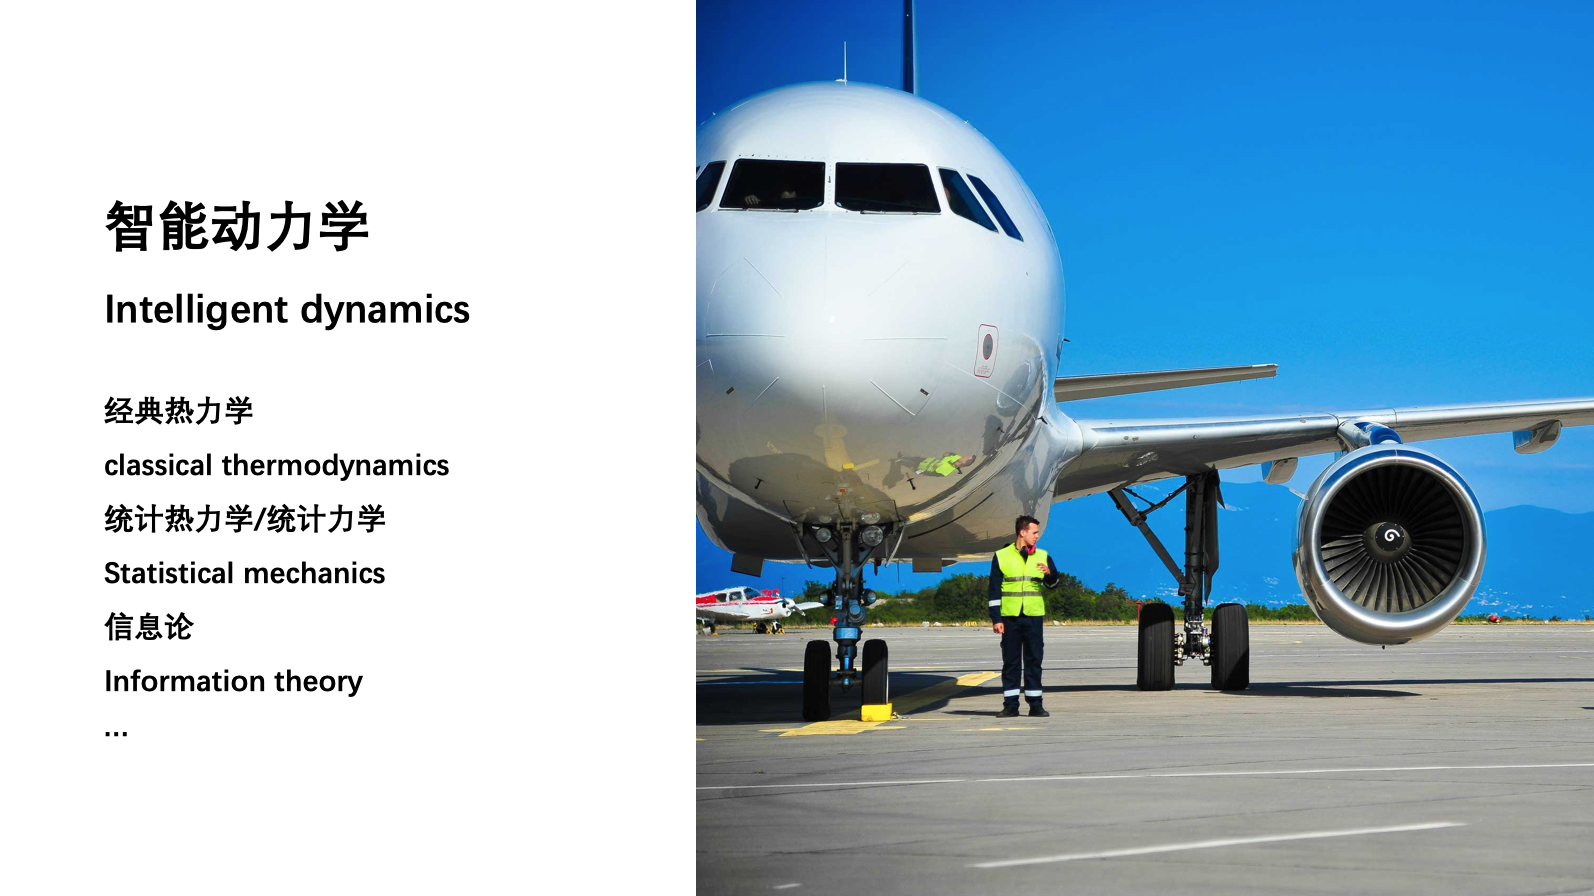 智能动力学
Intelligent dynamics
经典热力学
classical thermodynamics
统计热力学/统计力学
Statistical mechanics
信息论
Information theory
...